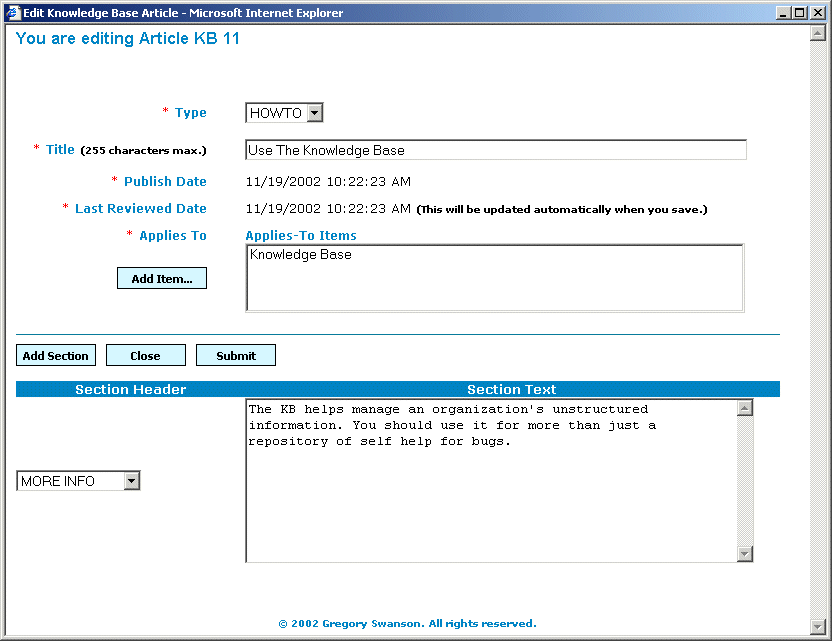 Edit Knowledge Base Article - Microsoft Internet Explorer
You are editing Article KB 11
* Type HOWTO
* Title (255 characters max.) Use The Knowledge Base
* Publish Date 11/19/2002 10:22:23 AM
* Last Reviewed Date 11/19/2002 10:22:23 AM (This will be updated automatically when you save.)
* Applies To Applies-To Items
Knowledge Base
Add Item...
Add Section Close Submit
Section Header Section Text
The KB helps manage an organization's unstructured
information. You should use it for more than just a
repository of self help for bugs.
MORE INFO
© 2002 Gregory Swanson. All rights reserved.